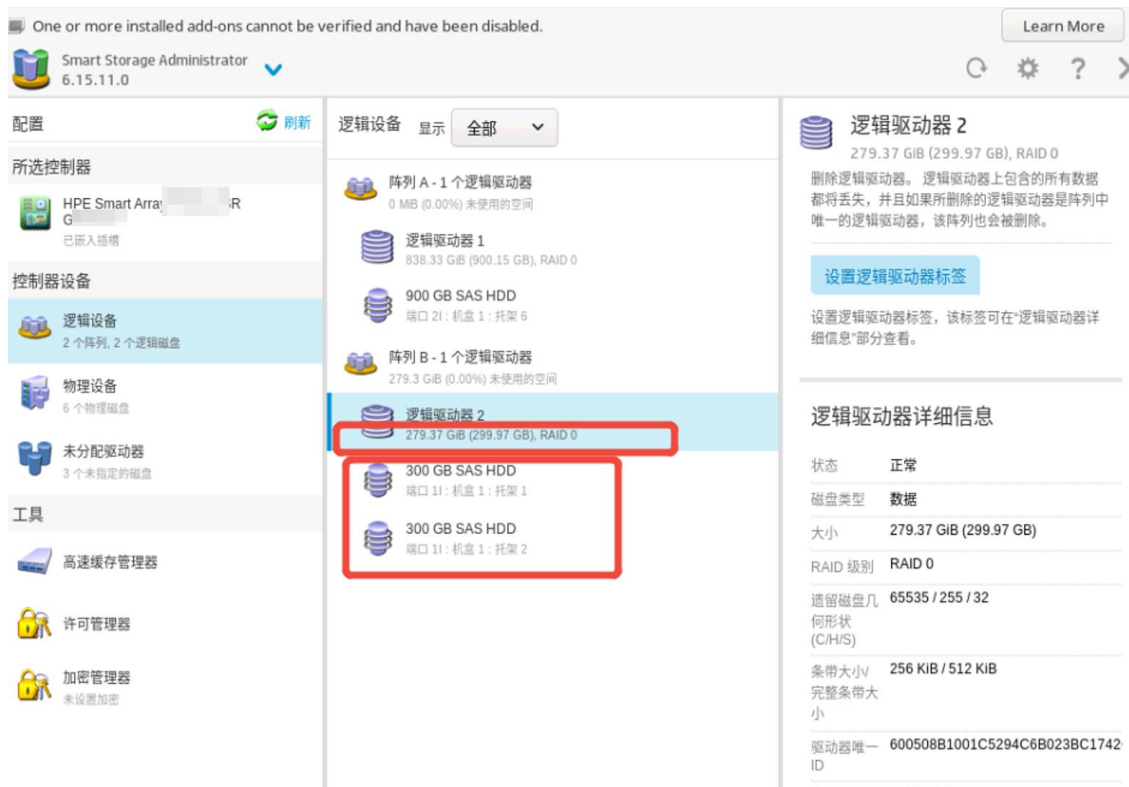 One or more installed add-ons cannot be verified and have been disabled.
Learn More
Smart Storage Administrator
6.15.11.0
配置
刷新
所选控制器
HPE Smart Array
R
G
已嵌入插槽
控制器设备
逻辑设备
2 个阵列, 2 个逻辑磁盘
物理设备
6 个物理磁盘
未分配驱动器
3 个未指定的磁盘
工具
高速缓存管理器
许可管理器
加密管理器
未设置加密
逻辑设备 显示 全部
阵列 A - 1 个逻辑驱动器
0 MiB (0.00%) 未使用的空间
逻辑驱动器 1
838.33 GiB (900.15 GB), RAID 0
900 GB SAS HDD
端口 2I : 机盒 1 : 托架 6
阵列 B - 1 个逻辑驱动器
279.3 GiB (0.00%) 未使用的空间
逻辑驱动器 2
279.37 GiB (299.97 GB), RAID 0
300 GB SAS HDD
端口 1I : 机盒 1 : 托架 1
300 GB SAS HDD
端口 1I : 机盒 1 : 托架 2
逻辑驱动器 2
279.37 GiB (299.97 GB), RAID 0
删除逻辑驱动器。 逻辑驱动器上包含的所有数据
都将丢失，并且如果所删除的逻辑驱动器是阵列中
唯一的逻辑驱动器，该阵列也会被删除。
设置逻辑驱动器标签
设置逻辑驱动器标签，该标签可在“逻辑驱动器详
细信息”部分查看。
逻辑驱动器详细信息
状态 正常
磁盘类型 数据
大小 279.37 GiB (299.97 GB)
RAID 级别 RAID 0
遗留磁盘几 65535 / 255 / 32
何形状
(C/H/S)
条带大小/ 256 KiB / 512 KiB
完整条带大
小
驱动器唯一 600508B1001C5294C6B023BC1742
ID